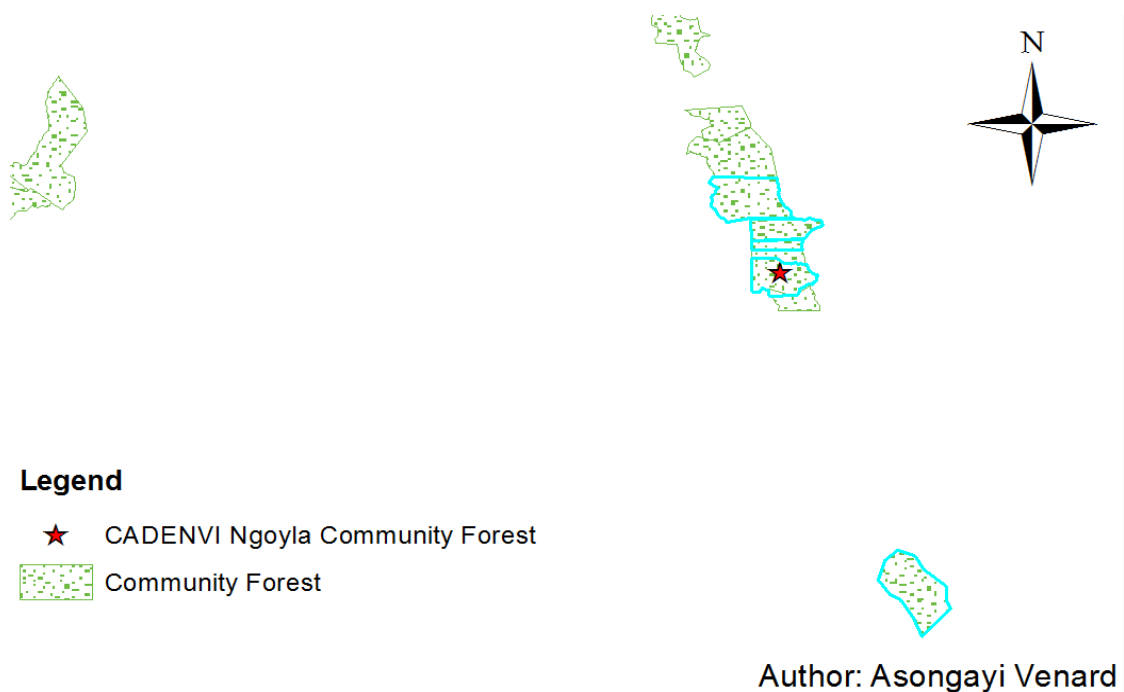 N
Legend
CADENVI Ngoyla Community Forest
Community Forest
Author: Asongayi Venard